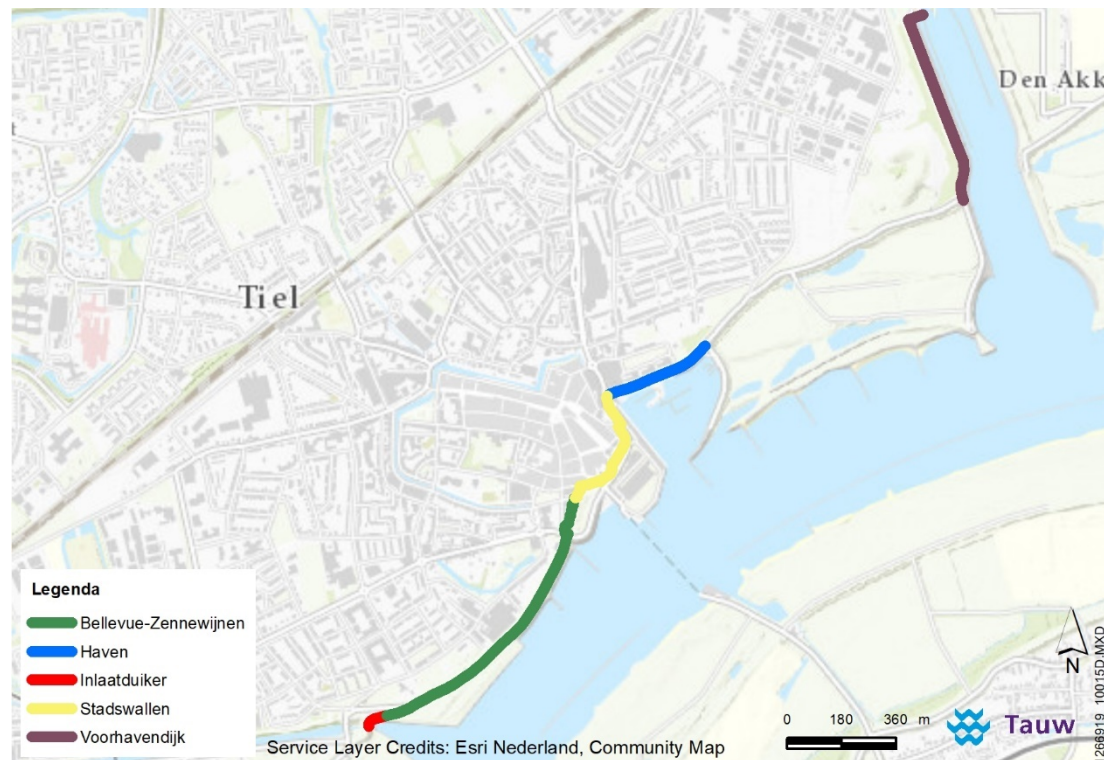 Den Akk
Tiel
Legenda
Bellevue-Zennewijnen
Haven
Inlaatduiker
Stadswallen
Voorhavendijk
Service Layer Credits: Esri Nederland, Community Map
0 180 360 m
N
Tauw
266919_10015D.MXD